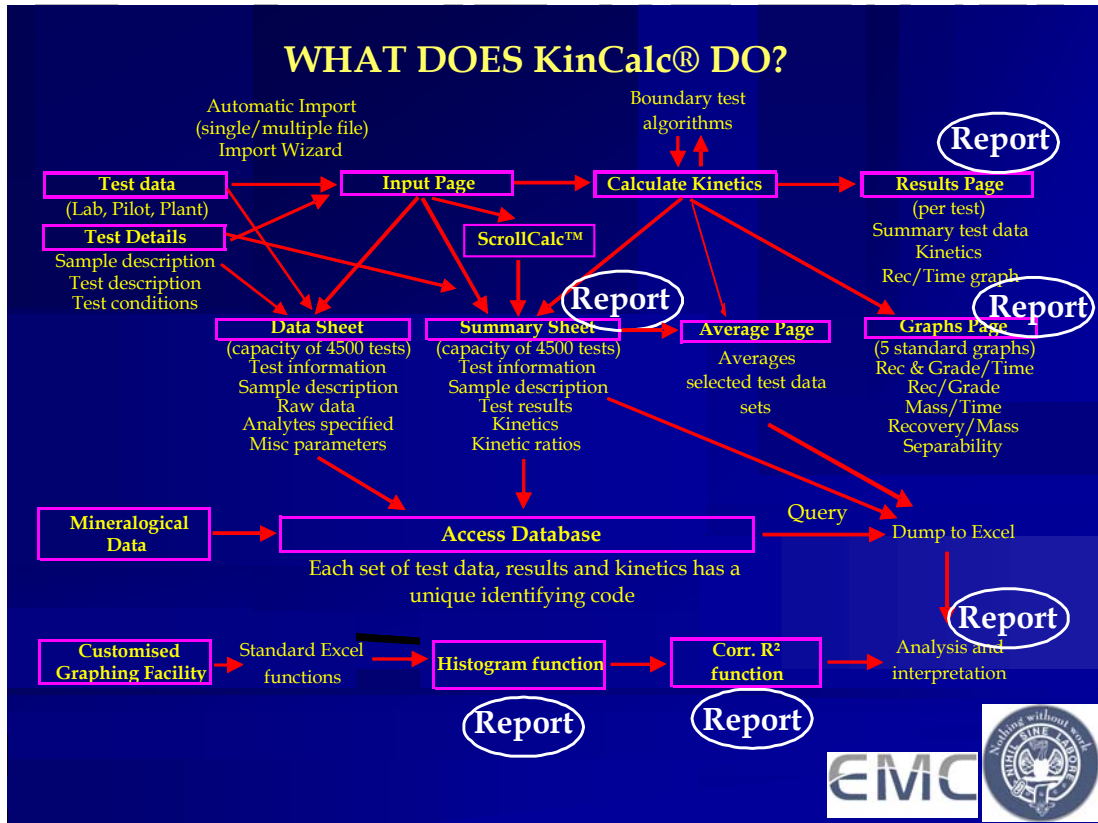 WHAT DOES KinCalc® DO?
Automatic Import
(single/multiple file)
Import Wizard
Boundary test
algorithms
Report
Test data
Input Page
Calculate Kinetics
Results Page
(Lab, Pilot, Plant)
(per test)
Summary test data
Kinetics
Rec/Time graph
Test Details
Sample description
Test description
Test conditions
ScrollCalc™
Report
Report
Data Sheet
(capacity of 4500 tests)
Test information
Sample description
Raw data
Analytes specified
Misc parameters
Summary Sheet
(capacity of 4500 tests)
Test information
Sample description
Test results
Kinetics
Kinetic ratios
Average Page
Averages
selected test data
sets
Graphs Page
(5 standard graphs)
Rec & Grade/Time
Rec/Grade
Mass/Time
Recovery/Mass
Separability
Mineralogical
Data
Access Database
Query
Dump to Excel
Each set of test data, results and kinetics has a
unique identifying code
Report
Customised
Graphing Facility
Standard Excel
functions
Histogram function
Corr. R²
function
Analysis and
interpretation
Report
Report
EMC
Nothing without work
NIHIL SINE LABORE